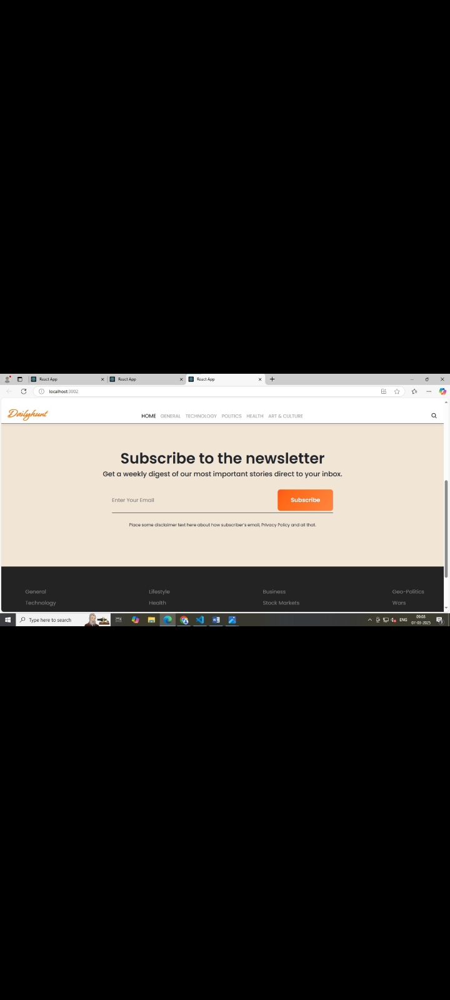 React App React App React App
localhost:3002
Dailyhunt HOME GENERAL TECHNOLOGY POLITICS HEALTH ART & CULTURE
Subscribe to the newsletter
Get a weekly digest of our most important stories direct to your inbox.
Enter Your Email Subscribe
Place some disclaimer text here about how subscriber's email, Privacy Policy and all that.
General Lifestyle Business Geo-Politics
Technology Health Stock Markets Wars
Type here to search ENG 09:08
07-03-2025 3